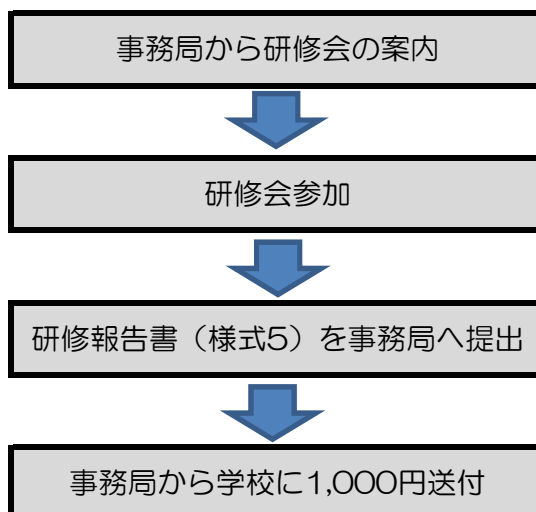 事務局から研修会の案内
研修会参加
研修報告書（様式5）を事務局へ提出
事務局から学校に1,000円送付